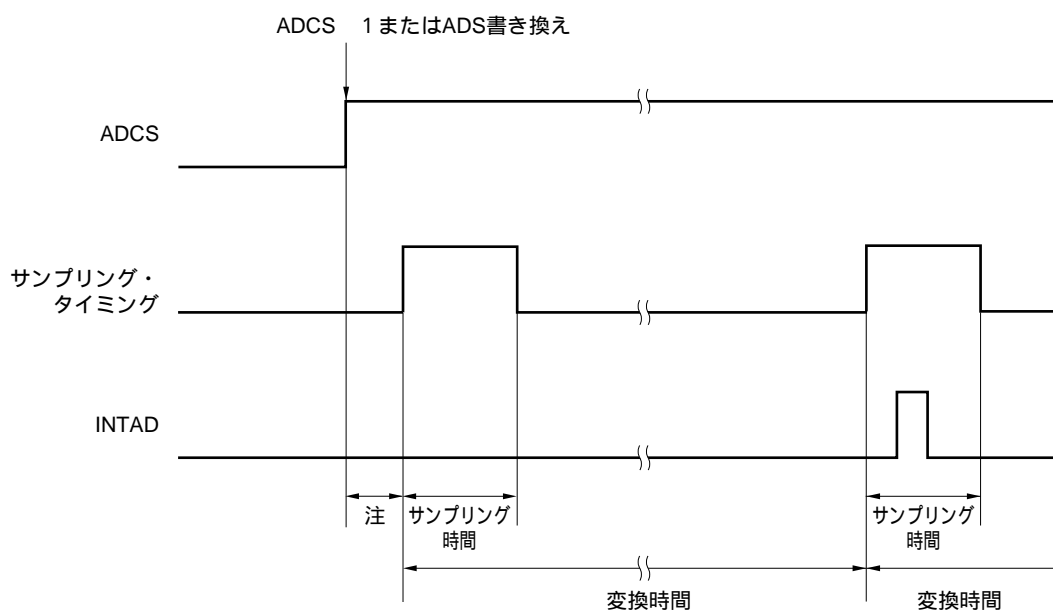 ADCS　1またはADS書き換え
ADCS
サンプリング・
タイミング
INTAD
注
サンプリング
時間
サンプリング
時間
変換時間
変換時間